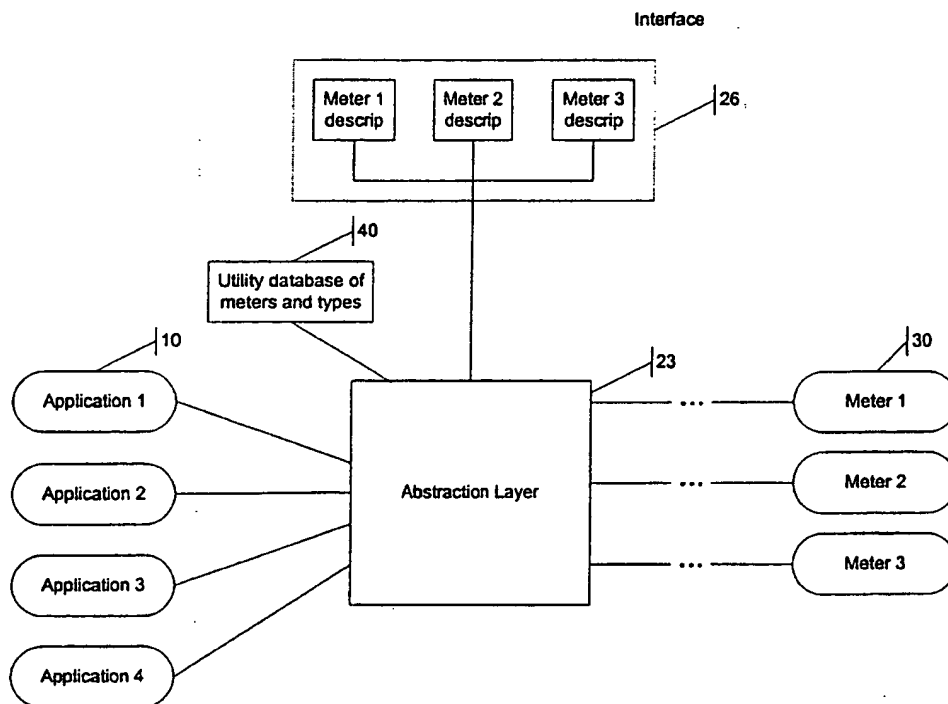 Interface
Meter 1
descrip
Meter 2
descrip
Meter 3
descrip
26
40
Utility database of
meters and types
10
23
30
Application 1
Application 2
Application 3
Application 4
Abstraction Layer
...
Meter 1
...
Meter 2
...
Meter 3